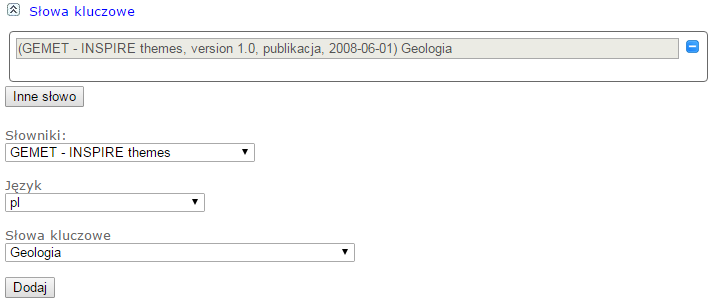 Słowa kluczowe
(GEMET - INSPIRE themes, version 1.0, publikacja, 2008-06-01) Geologia
Inne słowo
Słowniki:
GEMET - INSPIRE themes
Język
pl
Słowa kluczowe
Geologia
Dodaj